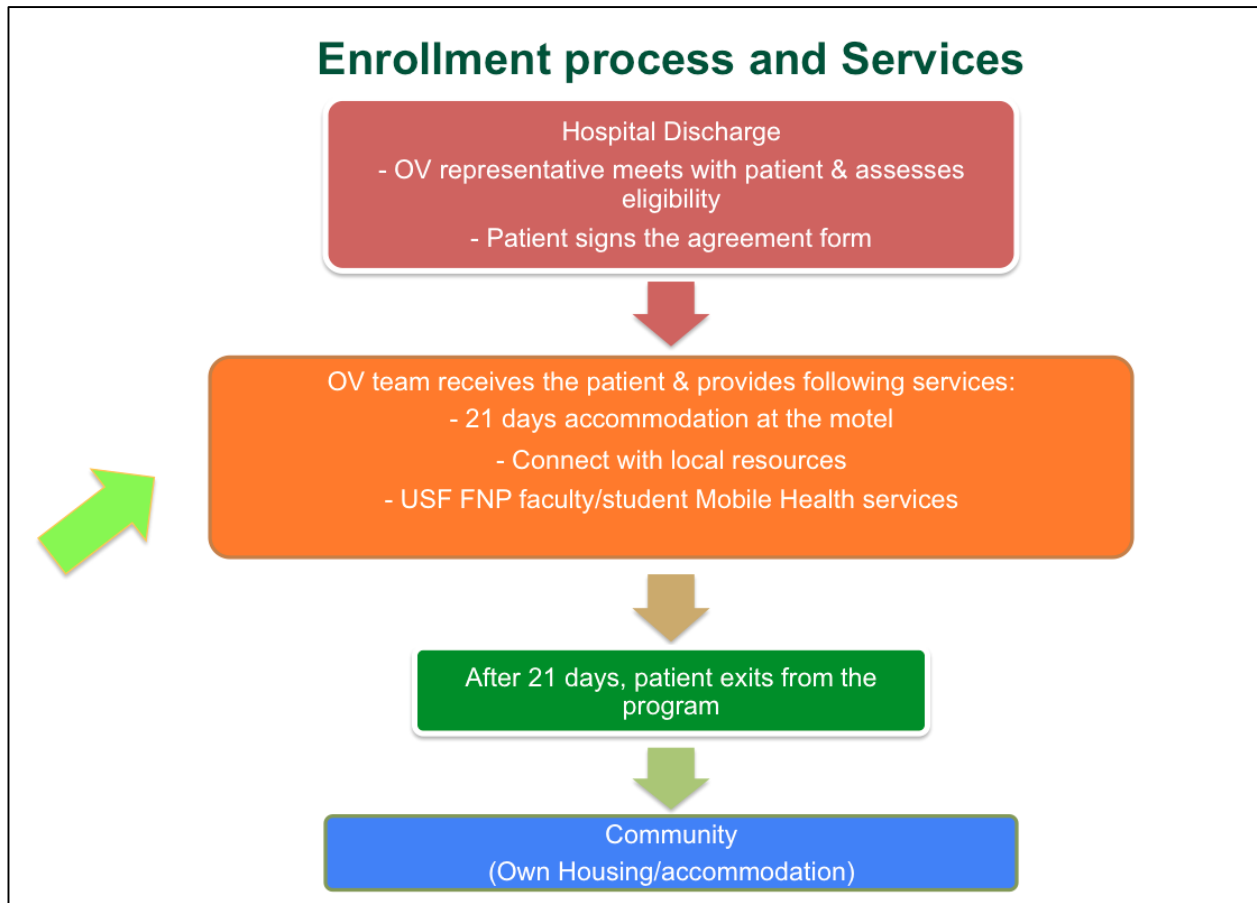 Enrollment process and Services
Hospital Discharge
- OV representative meets with patient & assesses
eligibility
- Patient signs the agreement form
OV team receives the patient & provides following services:
- 21 days accommodation at the motel
- Connect with local resources
- USF FNP faculty/student Mobile Health services
After 21 days, patient exits from the
program
Community
(Own Housing/accommodation)